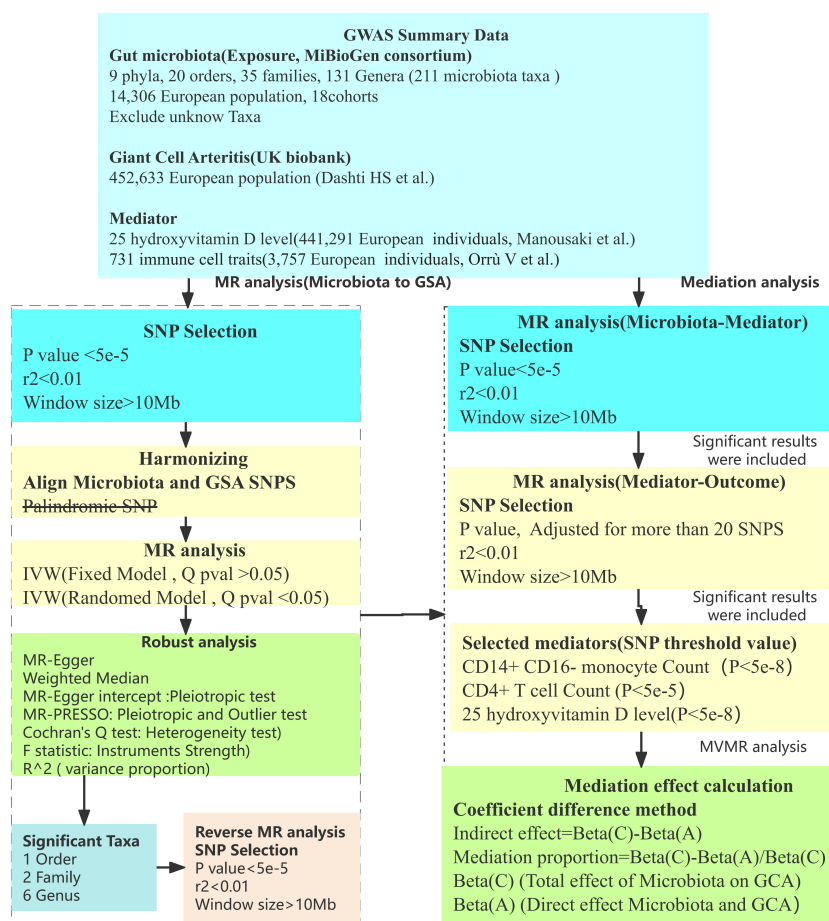 GWAS Summary Data
Gut microbiota(Exposure, MiBioGen consortium)
9 phyla, 20 orders, 35 families, 131 Genera (211 microbiota taxa )
14,306 European population, 18cohorts
Exclude unknow Taxa
Giant Cell Arteritis(UK biobank)
452,633 European population (Dashti HS et al.)
Mediator
25 hydroxyvitamin D level(441,291 European individuals, Manousaki et al.)
731 immune cell traits(3,757 European individuals, Orrù V et al.)
MR analysis(Microbiota to GSA)
SNP Selection
P value <5e-5
r2<0.01
Window size>10Mb
Harmonizing
Align Microbiota and GSA SNPS
Palindromic SNP
MR analysis
IVW(Fixed Model , Q pval >0.05)
IVW(Randomed Model , Q pval <0.05)
Robust analysis
MR-Egger
Weighted Median
MR-Egger intercept :Pleiotropic test
MR-PRESSO: Pleiotropic and Outlier test
Cochran's Q test: Heterogeneity test)
F statistic: Instruments Strength)
R^2 ( variance proportion)
Significant Taxa
1 Order
2 Family
6 Genus
Reverse MR analysis
SNP Selection
P value<5e-5
r2<0.01
Window size>10Mb
Mediation analysis
MR analysis(Microbiota-Mediator)
SNP Selection
P value<5e-5
r2<0.01
Window size>10Mb
Significant results
were included
MR analysis(Mediator-Outcome)
SNP Selection
P value, Adjusted for more than 20 SNPS
r2<0.01
Window size>10Mb
Significant results
were included
Selected mediators(SNP threshold value)
CD14+ CD16- monocyte Count （P<5e-8）
CD4+ T cell Count (P<5e-5）
25 hydroxyvitamin D level(P<5e-8）
MVMR analysis
Mediation effect calculation
Coefficient difference method
Indirect effect=Beta(C)-Beta(A)
Mediation proportion=Beta(C)-Beta(A)/Beta(C)
Beta(C) (Total effect of Microbiota on GCA)
Beta(A) (Direct effect Microbiota and GCA）